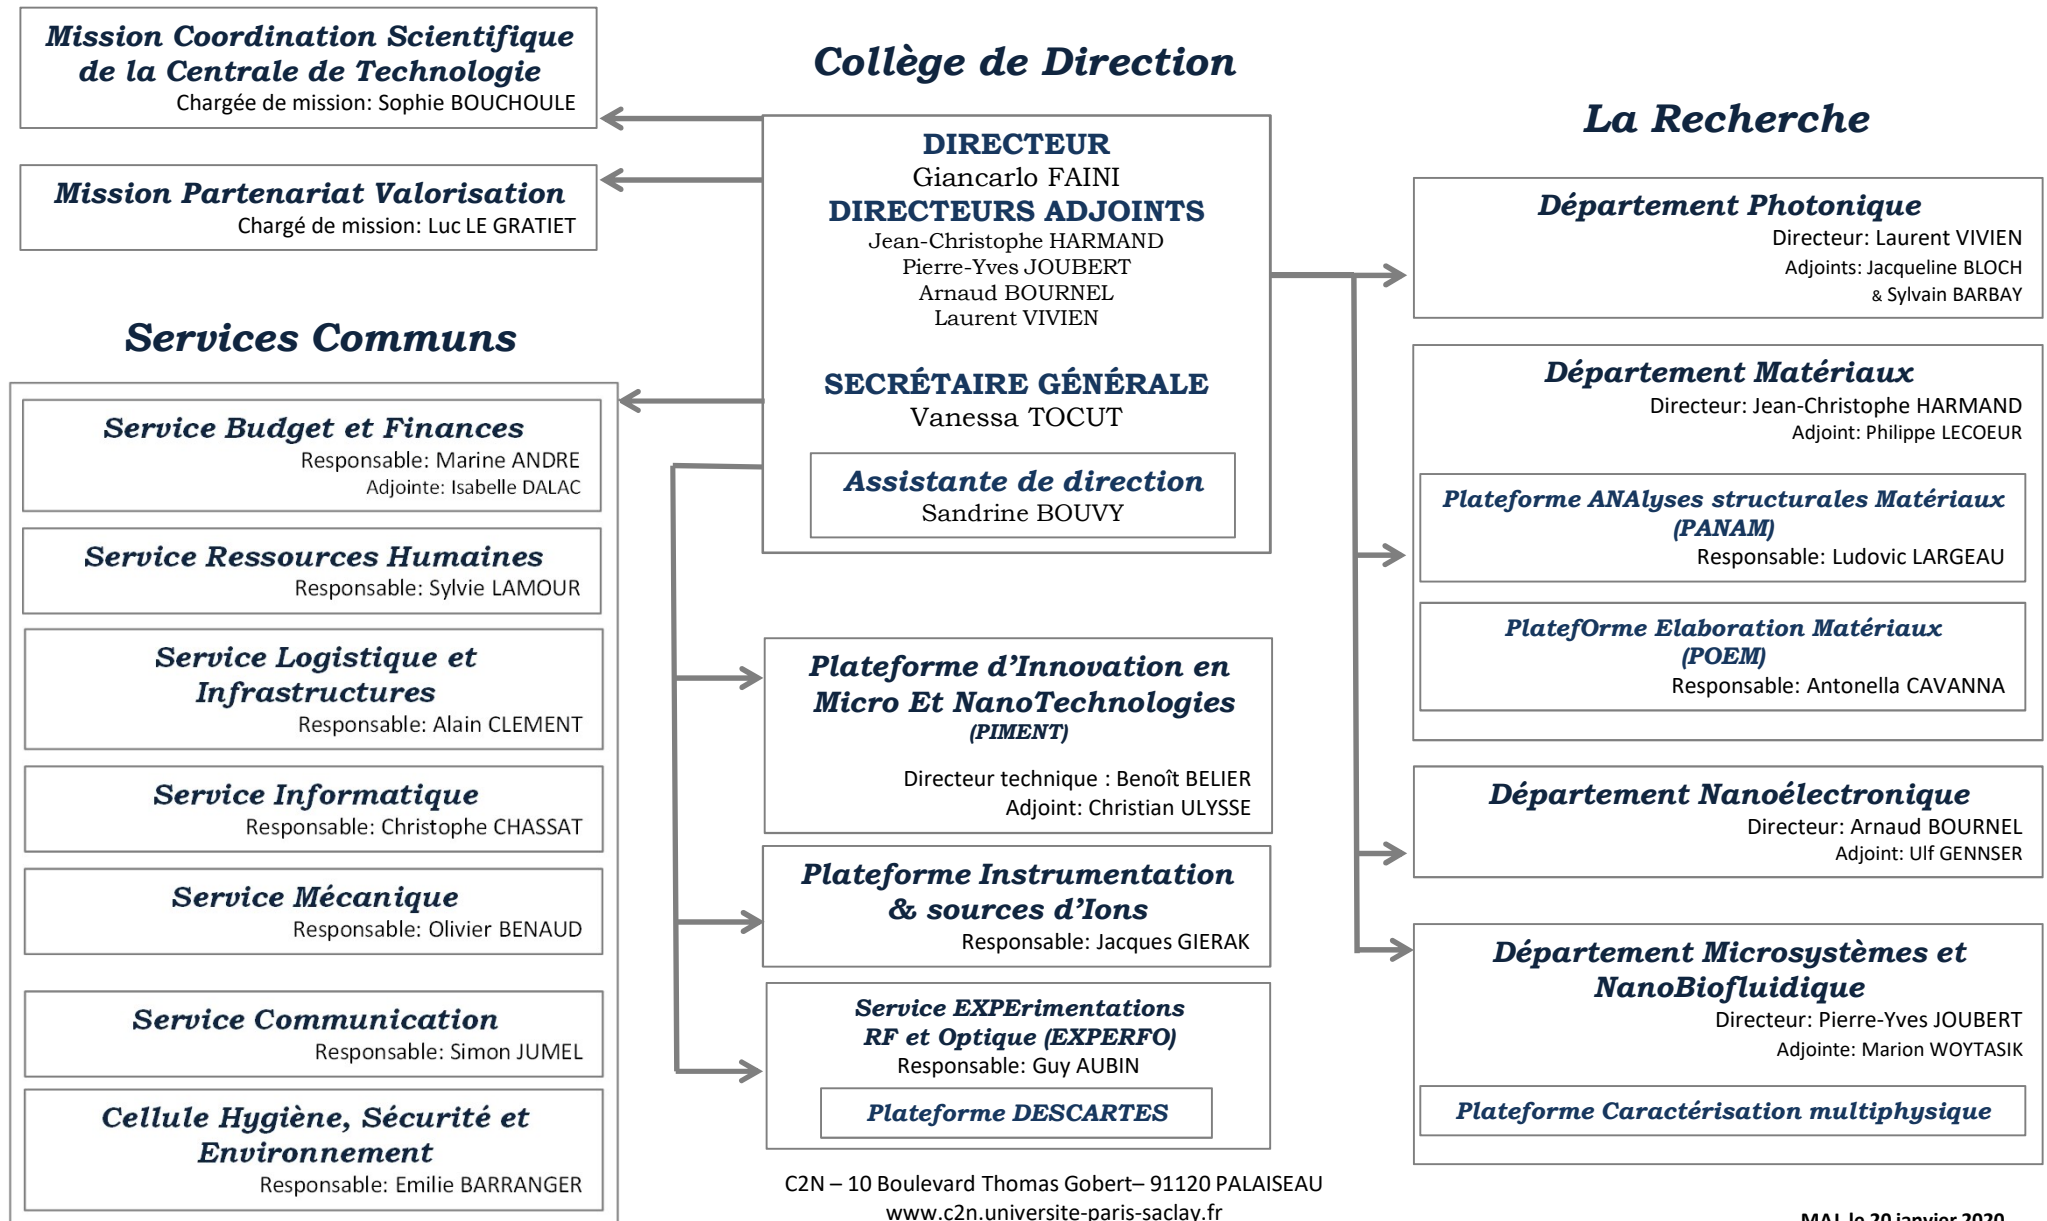 Mission Coordination Scientifique
de la Centrale de Technologie
Chargée de mission: Sophie BOUCHOULE
Mission Partenariat Valorisation
Chargé de mission: Luc LE GRATIET
Services Communs
Service Budget et Finances
Responsable: Marine ANDRE
Adjointe: Isabelle DALAC
Service Ressources Humaines
Responsable: Sylvie LAMOUR
Service Logistique et
Infrastructures
Responsable: Alain CLEMENT
Service Informatique
Responsable: Christophe CHASSAT
Service Mécanique
Responsable: Olivier BENAUD
Service Communication
Responsable: Simon JUMEL
Cellule Hygiène, Sécurité et
Environnement
Responsable: Emilie BARRANGER
Collège de Direction
DIRECTEUR
Giancarlo FAINI
DIRECTEURS ADJOINTS
Jean-Christophe HARMAND
Pierre-Yves JOUBERT
Arnaud BOURNEL
Laurent VIVIEN
SECRÉTAIRE GÉNÉRALE
Vanessa TOCUT
Assistante de direction
Sandrine BOUVY
Plateforme d’Innovation en
Micro Et NanoTechnologies
(PIMENT)
Directeur technique : Benoît BELIER
Adjoint: Christian ULYSSE
Plateforme Instrumentation
& sources d’Ions
Responsable: Jacques GIERAK
Service EXPErimentations
RF et Optique (EXPERFO)
Responsable: Guy AUBIN
Plateforme DESCARTES
C2N – 10 Boulevard Thomas Gobert– 91120 PALAISEAU
www.c2n.universite-paris-saclay.fr
La Recherche
Département Photonique
Directeur: Laurent VIVIEN
Adjoints: Jacqueline BLOCH
& Sylvain BARBAY
Département Matériaux
Directeur: Jean-Christophe HARMAND
Adjoint: Philippe LECOEUR
Plateforme ANAlyses structurales Matériaux
(PANAM)
Responsable: Ludovic LARGEAU
PlatefOrme Elaboration Matériaux
(POEM)
Responsable: Antonella CAVANNA
Département Nanoélectronique
Directeur: Arnaud BOURNEL
Adjoint: Ulf GENNSER
Département Microsystèmes et
NanoBiofluidique
Directeur: Pierre-Yves JOUBERT
Adjointe: Marion WOYTASIK
Plateforme Caractérisation multiphysique
MAJ le 20 janvier 2020